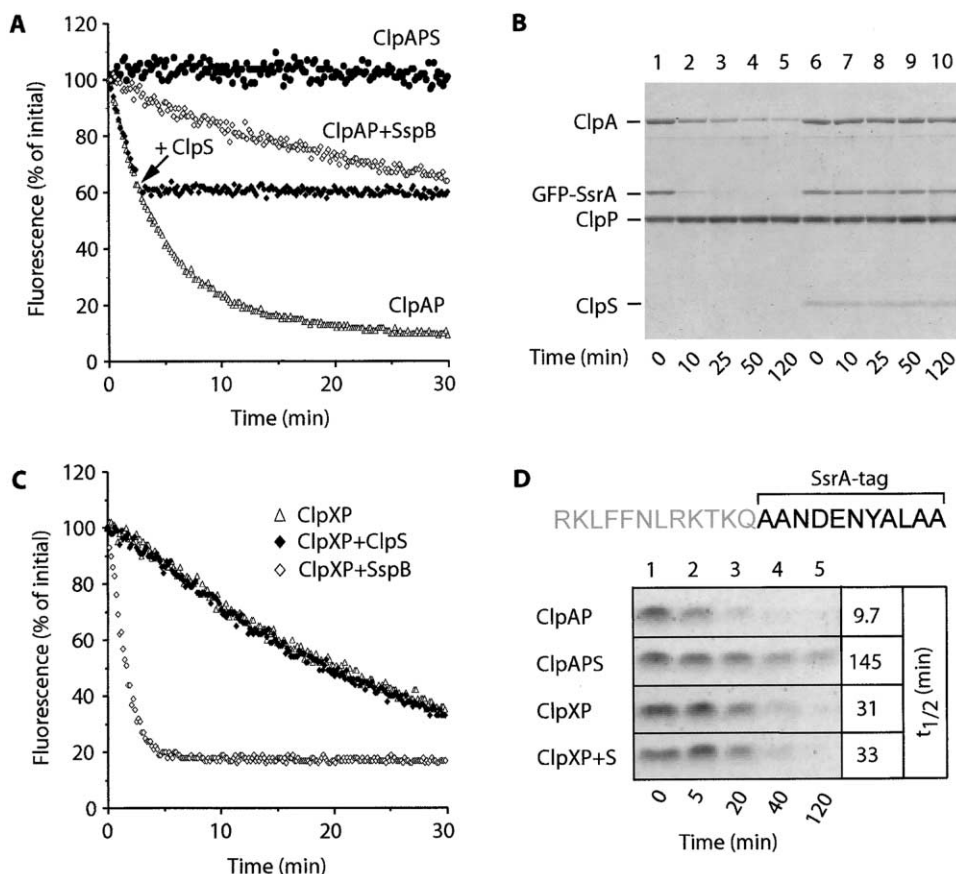 A
120
100
80
60
40
20
0
Fluorescence (% of initial)
ClpAPS
ClpAP+SspB
+ ClpS
ClpAP
0 10 20 30
Time (min)
B
1 2 3 4 5 6 7 8 9 10
ClpA
GFP-SsrA
ClpP
ClpS
Time (min) 0 10 25 50 120 0 10 25 50 120
C
120
100
80
60
40
20
0
Fluorescence (% of initial)
ClpXP
ClpXP+ClpS
ClpXP+SspB
0 10 20 30
Time (min)
D
SsrA-tag
RKLFFNLRKTKQAANDENYALAA
1 2 3 4 5
ClpAP 9.7
ClpAPS 145
ClpXP 31
ClpXP+S 33
t1/2 (min)
0 5 20 40 120
Time (min)